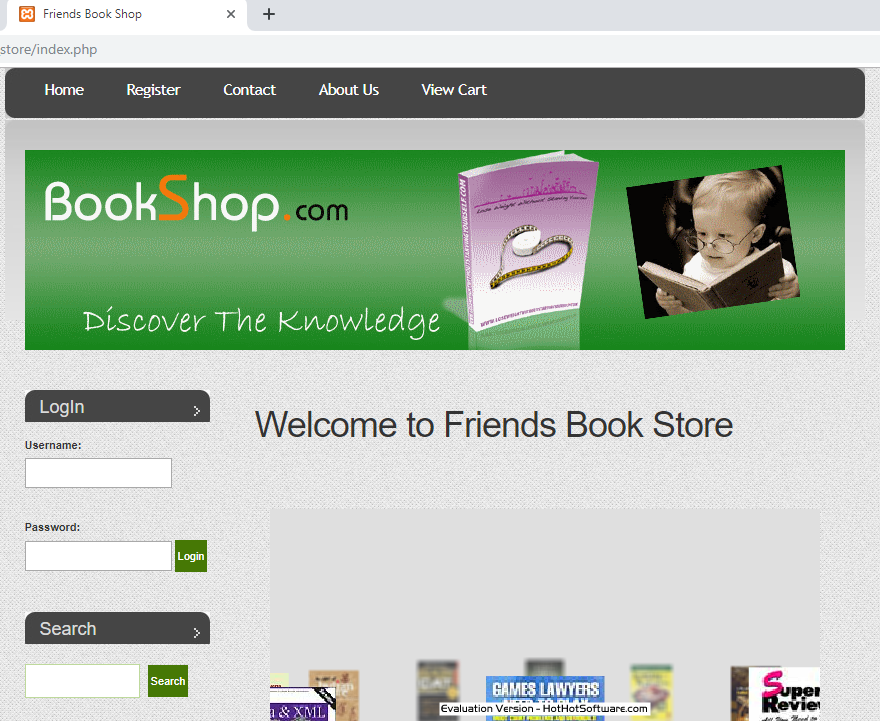 Friends Book Shop
store/index.php
Home Register Contact About Us View Cart
BookShop.com
Discover The Knowledge
LogIn
Username:
Password:
Login
Search
Search
Welcome to Friends Book Store
& XML
GAMES LAWYERS
Evaluation Version - HotHotSoftware.com
Super
Review